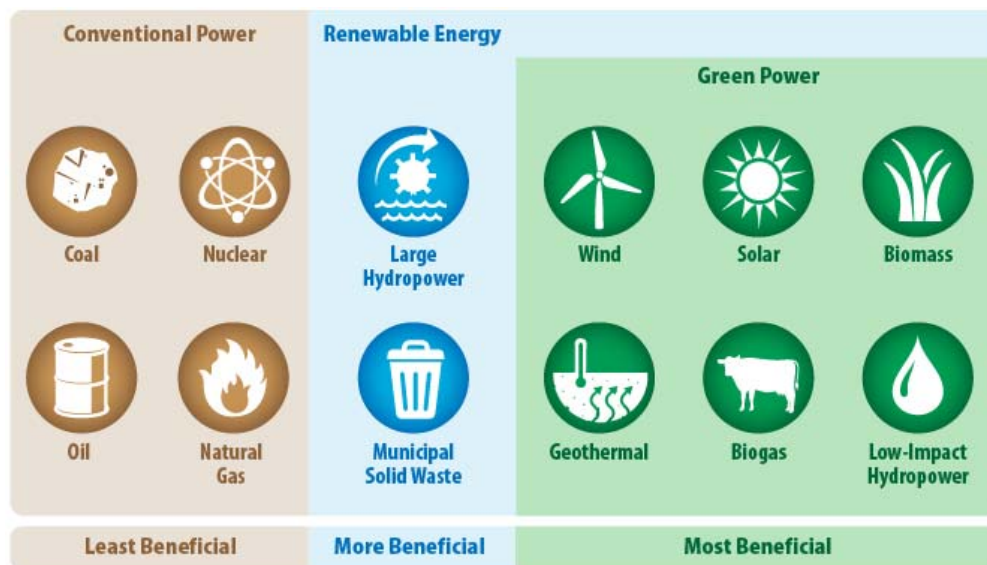 Conventional Power
Renewable Energy
Green Power
Coal
Nuclear
Large
Hydropower
Wind
Solar
Biomass
Oil
Natural
Gas
Municipal
Solid Waste
Geothermal
Biogas
Low-Impact
Hydropower
Least Beneficial
More Beneficial
Most Beneficial